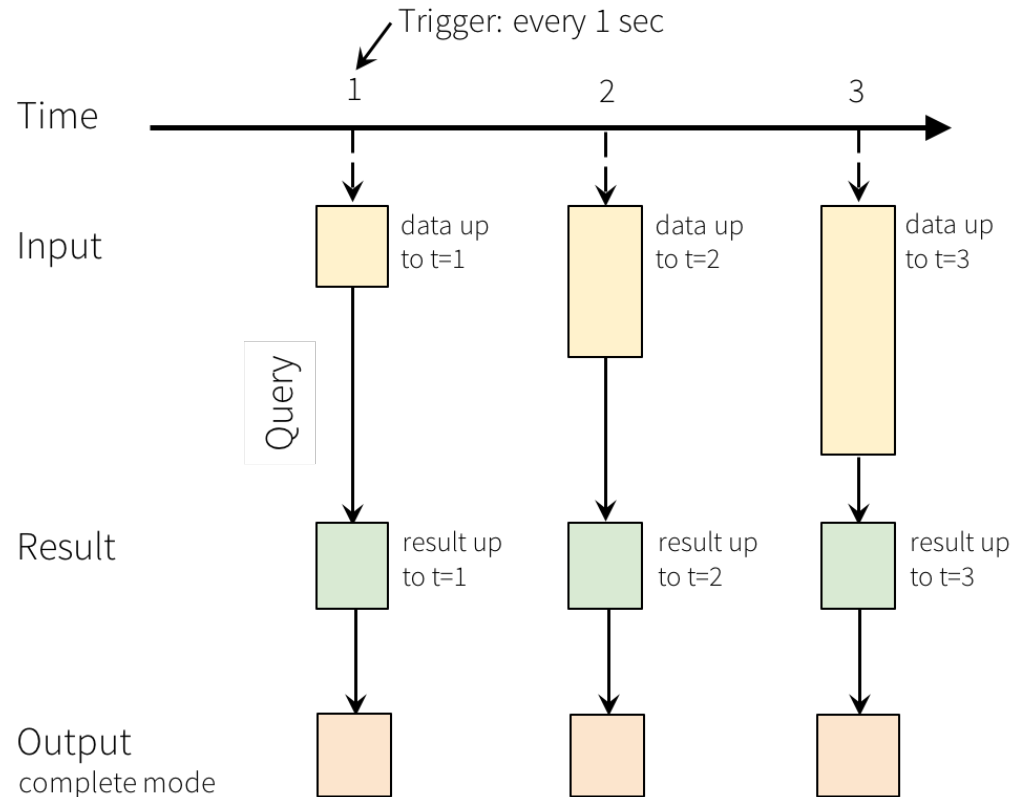 Trigger: every 1 sec
1
2
3
Time
Input
data up
to t=1
data up
to t=2
data up
to t=3
Query
Result
result up
to t=1
result up
to t=2
result up
to t=3
Output
complete mode